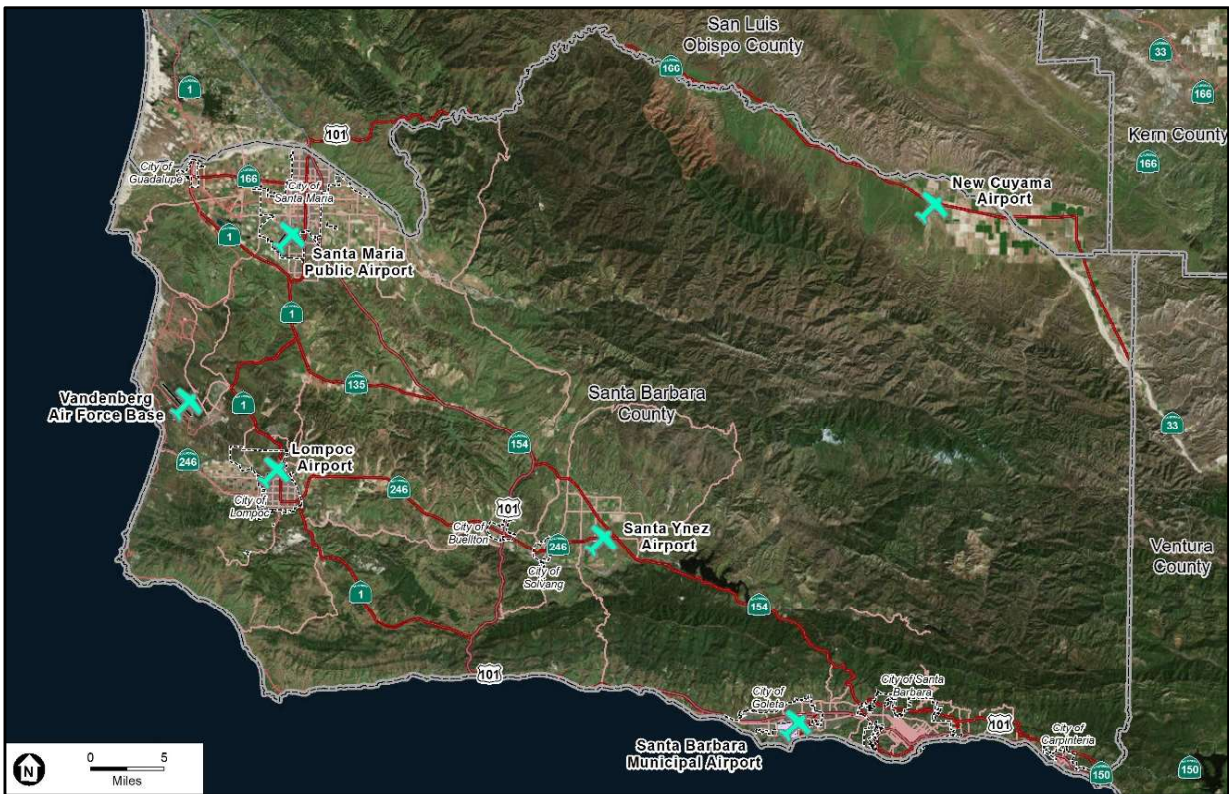 San Luis
Obispo County
33
166
166
1
101
Kern County
166
City of
Guadalupe
166
City of
Santa Maria
New Cuyama
Airport
1
Santa Maria
Public Airport
1
135
Santa Barbara
County
Vandenberg
Air Force Base
1
154
33
Lompoc
Airport
246
City of
Lompoc
246
101
City of
Buellton
246
Santa Ynez
Airport
City of
Solvang
Ventura
County
1
154
101
City of
Goleta
City of Santa
Barbara
101
City of
Carpinteria
Santa Barbara
Municipal Airport
150
150
N
0 5
Miles